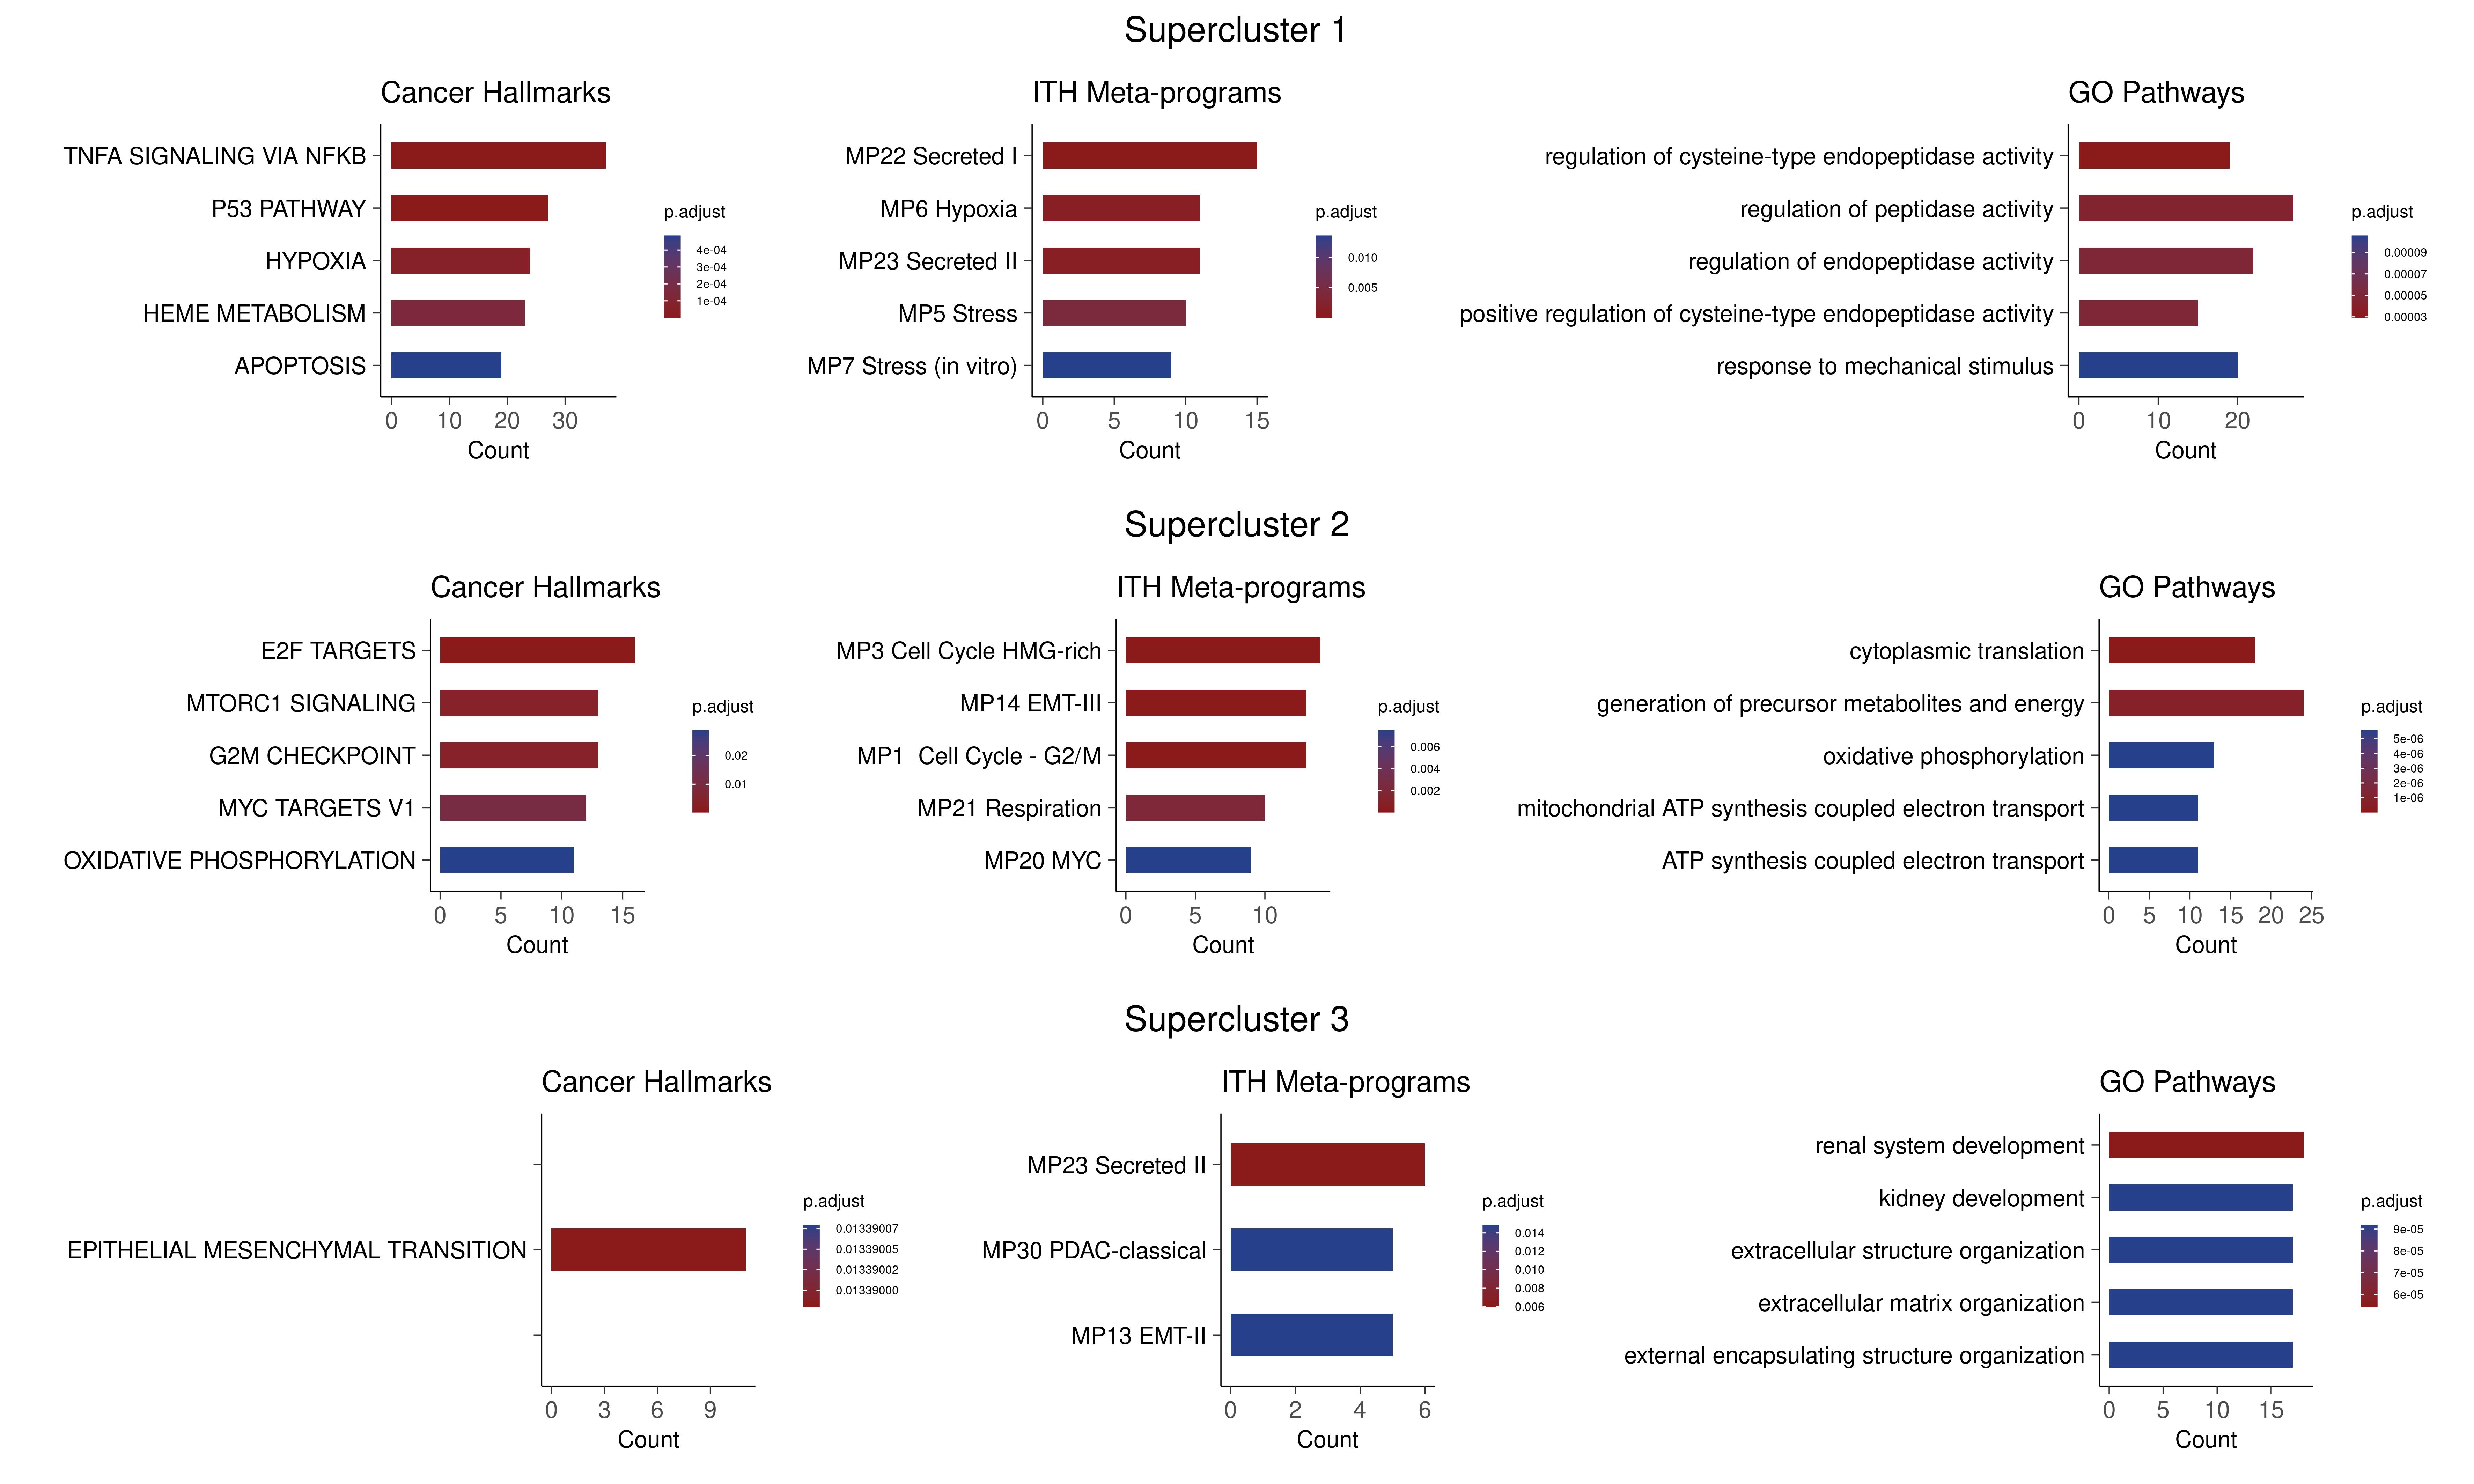 Supercluster 1
Cancer Hallmarks
TNFA SIGNALING VIA NFKB
P53 PATHWAY
HYPOXIA
HEME METABOLISM
APOPTOSIS
0 10 20 30
Count
p.adjust
4e-04
3e-04
2e-04
1e-04
ITH Meta-programs
MP22 Secreted I
MP6 Hypoxia
MP23 Secreted II
MP5 Stress
MP7 Stress (in vitro)
0 5 10 15
Count
p.adjust
0.010
0.005
GO Pathways
regulation of cysteine-type endopeptidase activity
regulation of peptidase activity
regulation of endopeptidase activity
positive regulation of cysteine-type endopeptidase activity
response to mechanical stimulus
0 10 20
Count
p.adjust
0.00009
0.00007
0.00005
0.00003
Supercluster 2
Cancer Hallmarks
E2F TARGETS
MTORC1 SIGNALING
G2M CHECKPOINT
MYC TARGETS V1
OXIDATIVE PHOSPHORYLATION
0 5 10 15
Count
p.adjust
0.02
0.01
ITH Meta-programs
MP3 Cell Cycle HMG-rich
MP14 EMT-III
MP1  Cell Cycle - G2/M
MP21 Respiration
MP20 MYC
0 5 10
Count
p.adjust
0.006
0.004
0.002
GO Pathways
cytoplasmic translation
generation of precursor metabolites and energy
oxidative phosphorylation
mitochondrial ATP synthesis coupled electron transport
ATP synthesis coupled electron transport
0 5 10 15 20 25
Count
p.adjust
5e-06
4e-06
3e-06
2e-06
1e-06
Supercluster 3
Cancer Hallmarks
EPITHELIAL MESENCHYMAL TRANSITION
0 3 6 9
Count
p.adjust
0.01339007
0.01339005
0.01339002
0.01339000
ITH Meta-programs
MP23 Secreted II
MP30 PDAC-classical
MP13 EMT-II
0 2 4 6
Count
p.adjust
0.014
0.012
0.010
0.008
0.006
GO Pathways
renal system development
kidney development
extracellular structure organization
extracellular matrix organization
external encapsulating structure organization
0 5 10 15
Count
p.adjust
9e-05
8e-05
7e-05
6e-05